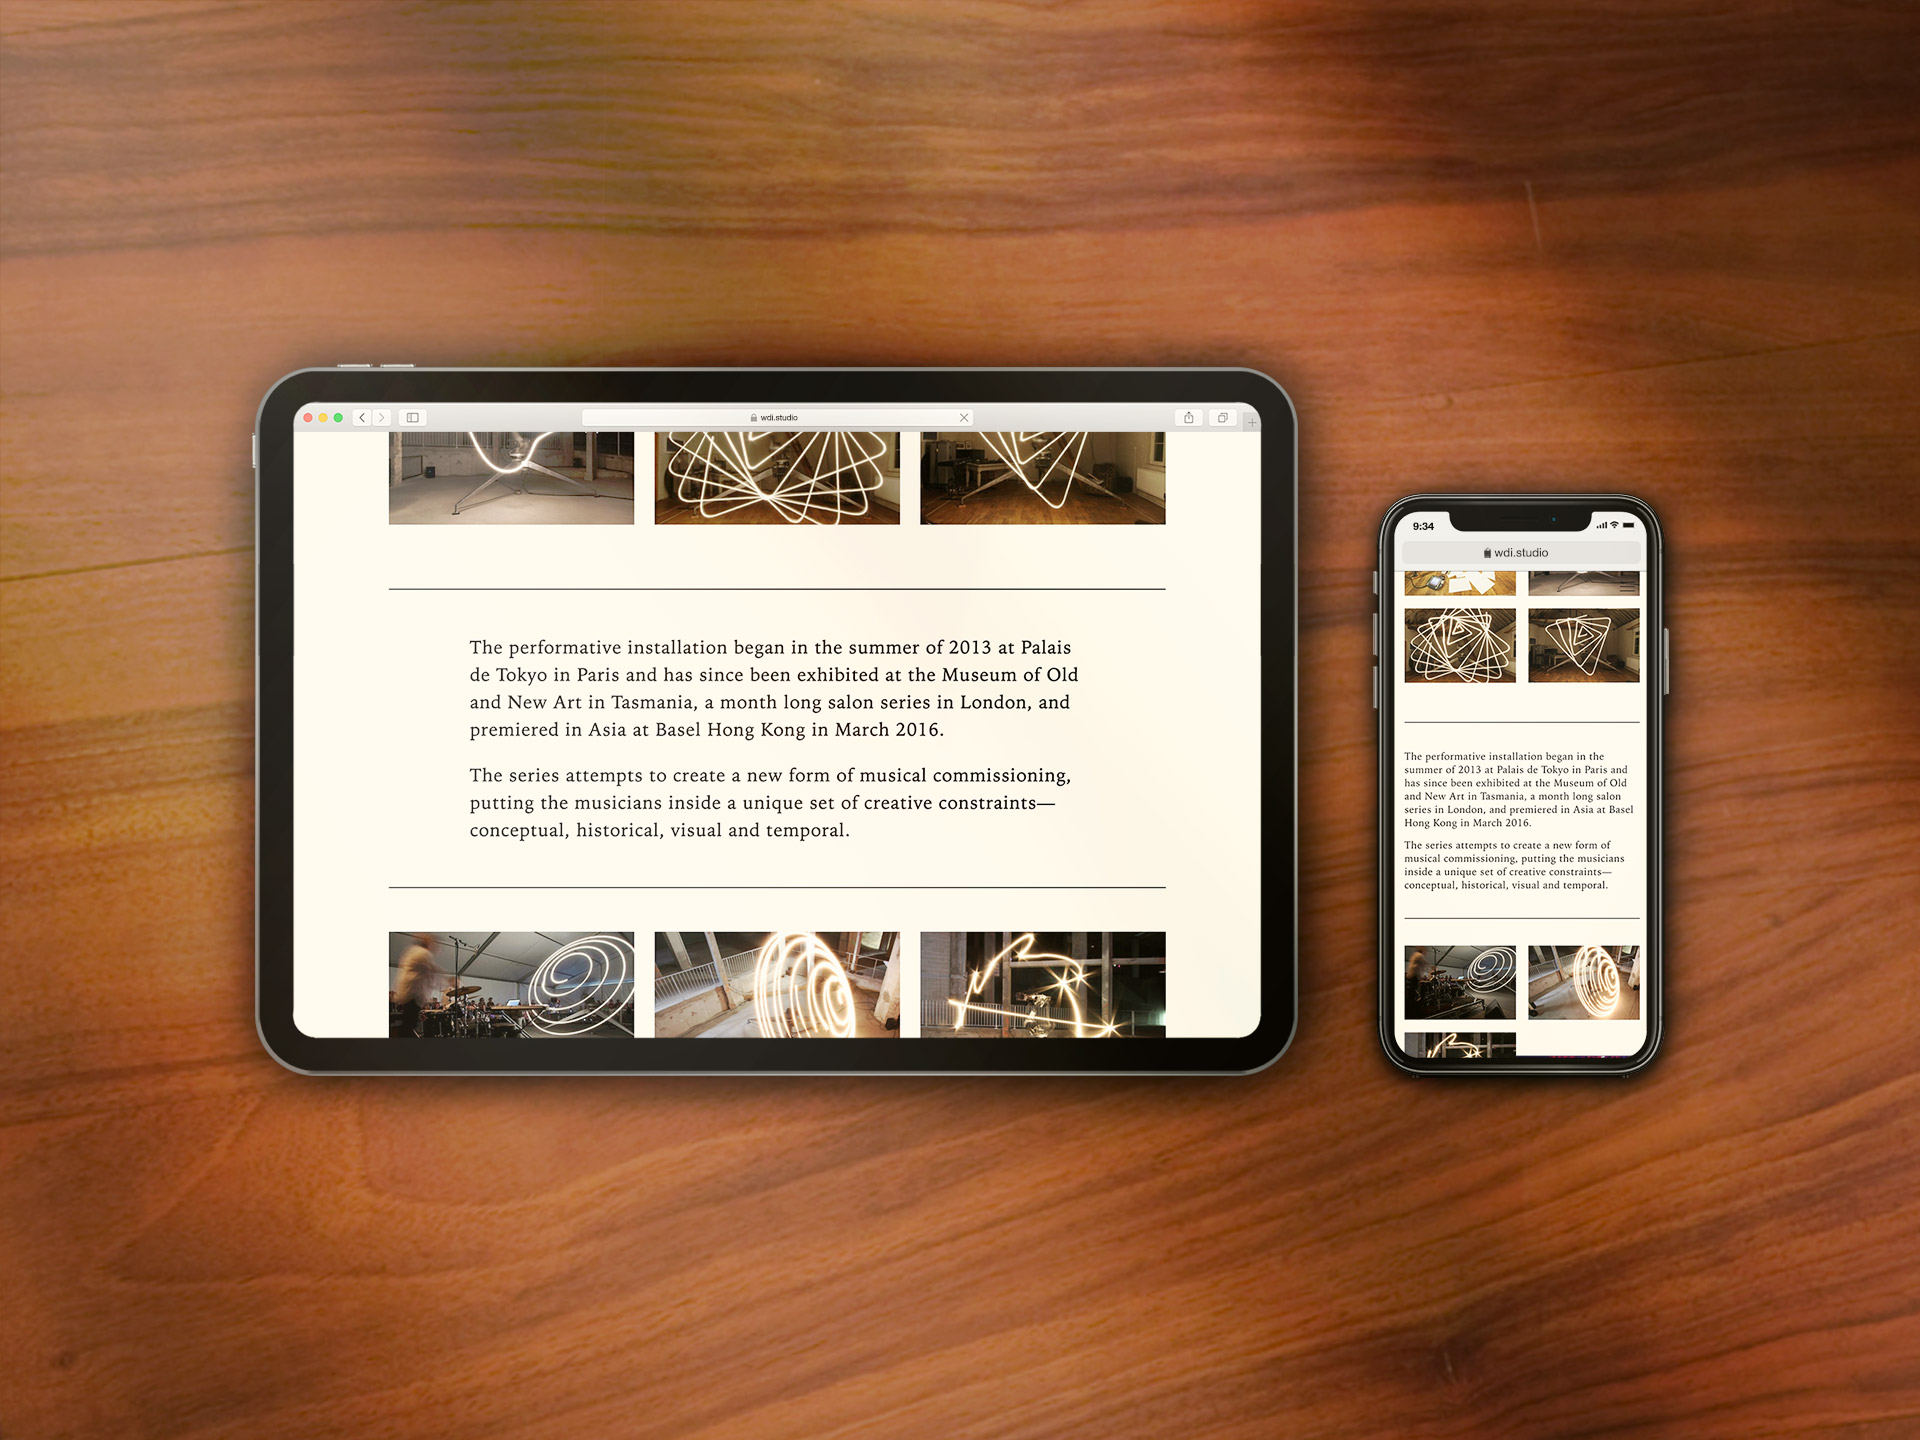 wdi.studio
The performative installation began in the summer of 2013 at Palais
de Tokyo in Paris and has since been exhibited at the Museum of Old
and New Art in Tasmania, a month long salon series in London, and
premiered in Asia at Basel Hong Kong in March 2016.
The series attempts to create a new form of musical commissioning,
putting the musicians inside a unique set of creative constraints—
conceptual, historical, visual and temporal.
9:34
wdi.studio
The performative installation began in the
summer of 2013 at Palais de Tokyo in Paris and
has since been exhibited at the Museum of Old
and New Art in Tasmania, a month long salon
series in London, and premiered in Asia at Basel
Hong Kong in March 2016.
The series attempts to create a new form of
musical commissioning, putting the musicians
inside a unique set of creative constraints—
conceptual, historical, visual and temporal.